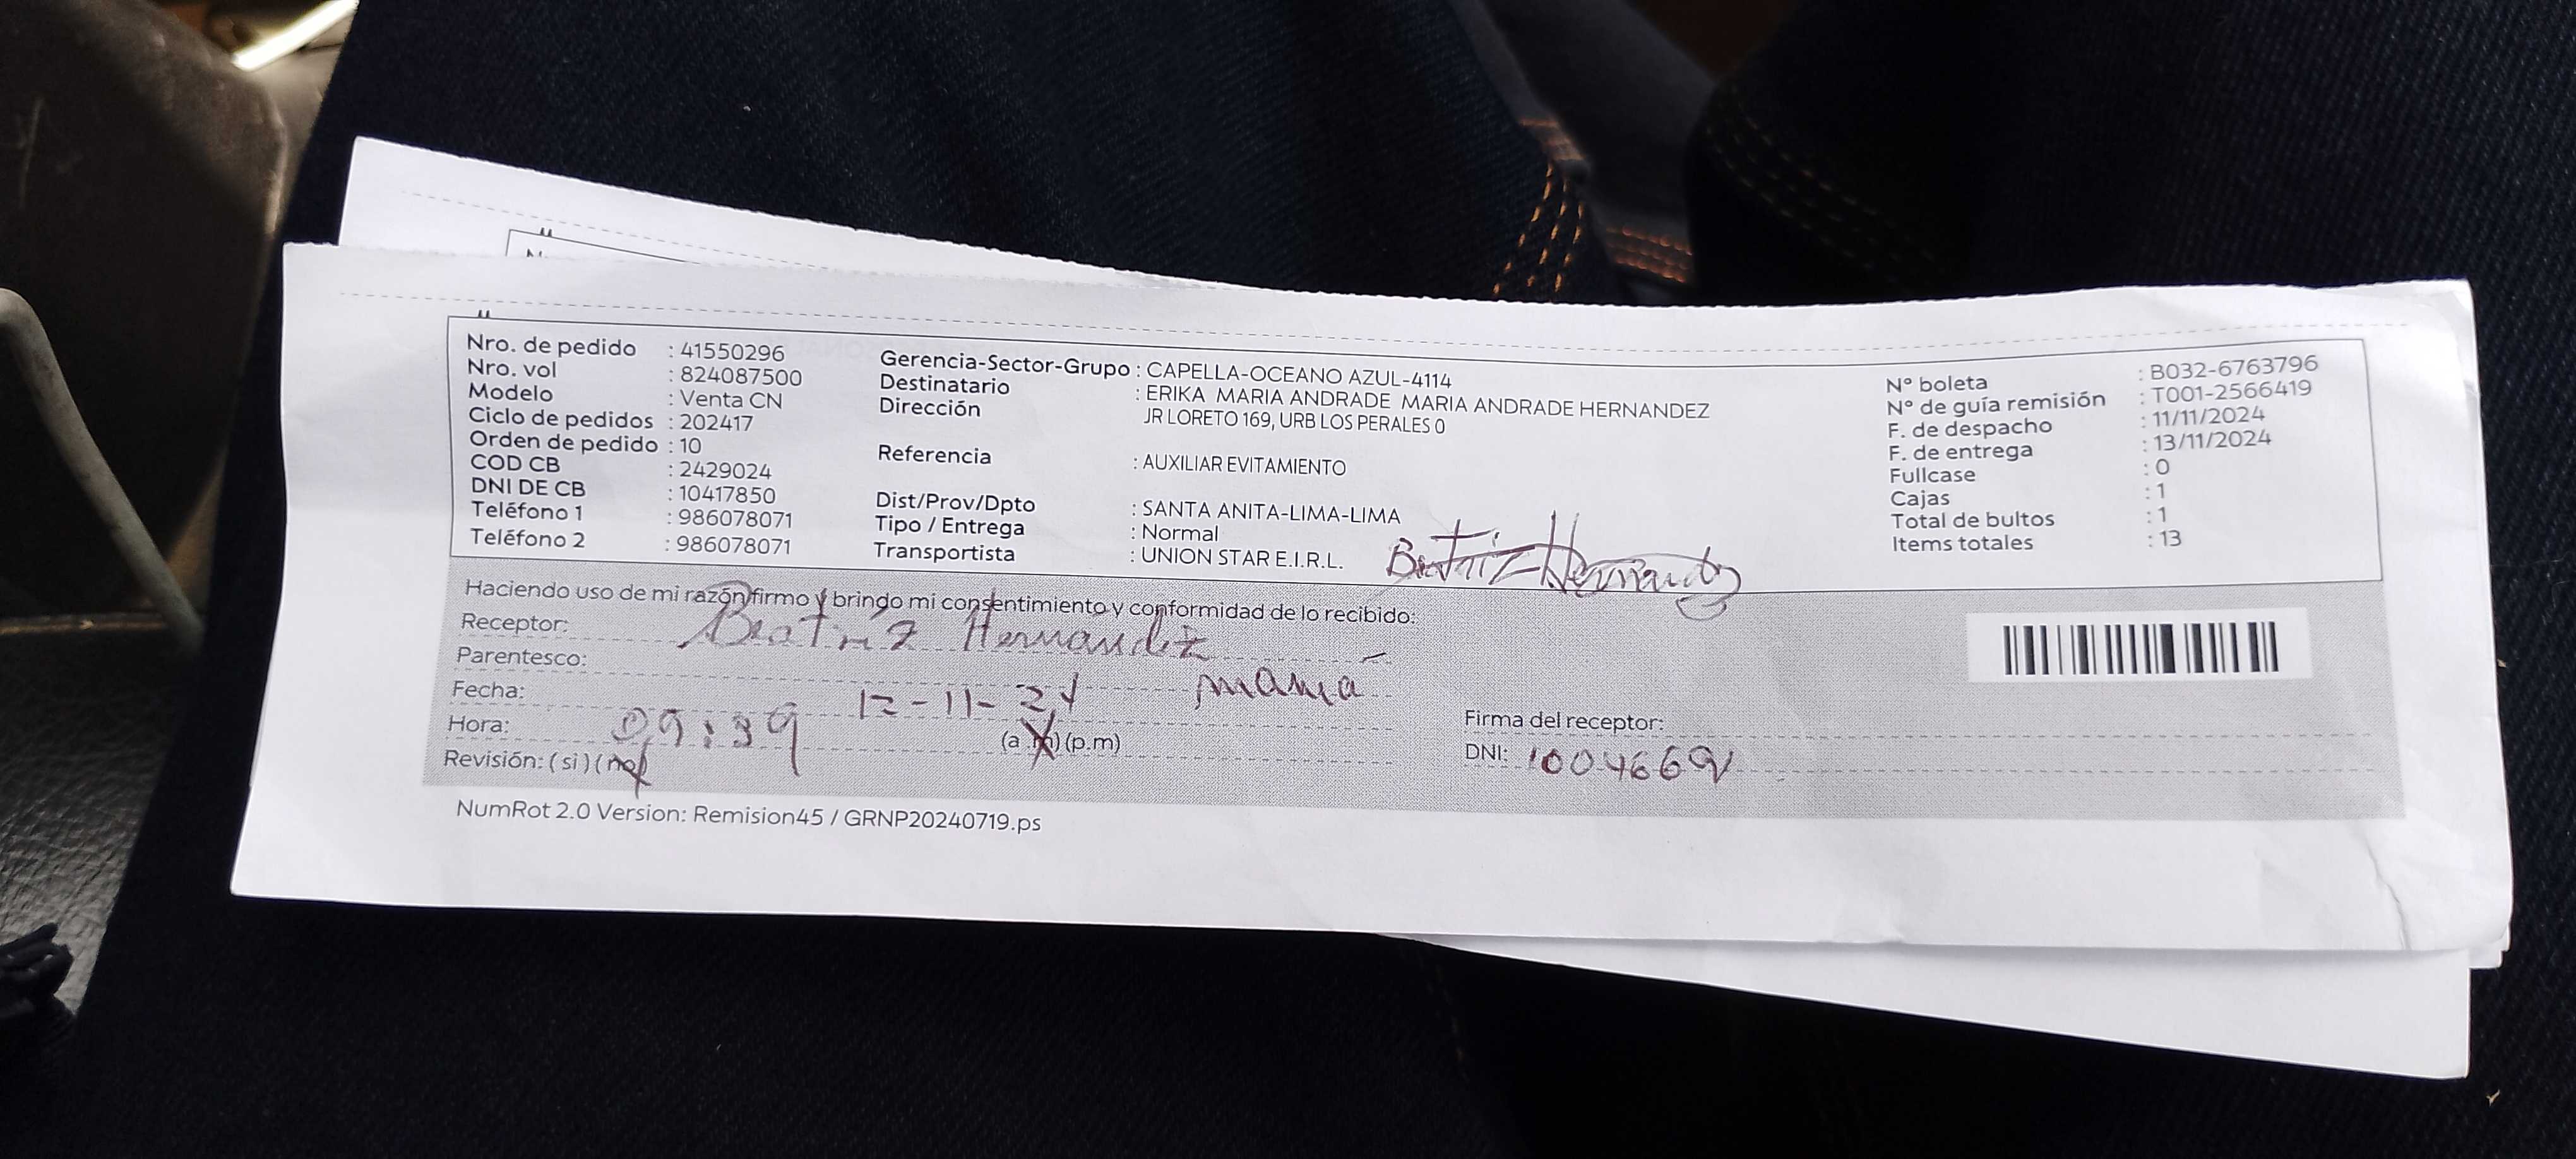 Nro. de pedido : 41550296
Nro. vol : 824087500
Modelo : Venta CN
Ciclo de pedidos : 202417
Orden de pedido : 10
COD CB : 2429024
DNI DE CB : 10417850
Teléfono 1 : 986078071
Teléfono 2 : 986078071
Gerencia-Sector-Grupo : CAPELLA-OCEANO AZUL-4114
Destinatario : ERIKA MARIA ANDRADE MARIA ANDRADE HERNANDEZ
Dirección JR LORETO 169, URB LOS PERALES 0
Referencia : AUXILIAR EVITAMIENTO
Dist/Prov/Dpto : SANTA ANITA-LIMA-LIMA
Tipo / Entrega : Normal
Transportista : UNION STAR E.I.R.L.
Beatriz Hernandez
N° boleta : B032-6763796
N° de guía remisión : T001-2566419
F. de despacho : 11/11/2024
F. de entrega : 13/11/2024
Fullcase : 0
Cajas : 1
Total de bultos : 1
Items totales : 13
Haciendo uso de mi razón firmo y bringo mi consentimiento y conformidad de lo recibido:
Receptor: Beatriz Hernandez
Parentesco: mamá
Fecha: 12-11-24
Hora: 09:39 (a.m) (p.m)
Revisión: (si) (no)
Firma del receptor:
DNI: 1004669
NumRot 2.0 Version: Remision45 / GRNP20240719.ps